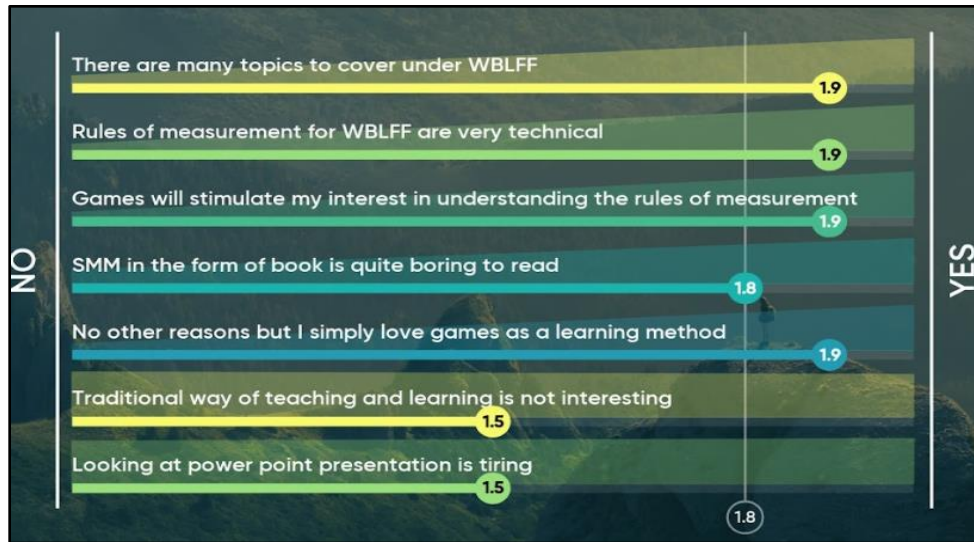 There are many topics to cover under WBLFF
1.9
Rules of measurement for WBLFF are very technical
1.9
Games will stimulate my interest in understanding the rules of measurement
1.9
NO
SMM in the form of book is quite boring to read
1.8
YES
No other reasons but I simply love games as a learning method
1.9
Traditional way of teaching and learning is not interesting
1.5
Looking at power point presentation is tiring
1.5
1.8